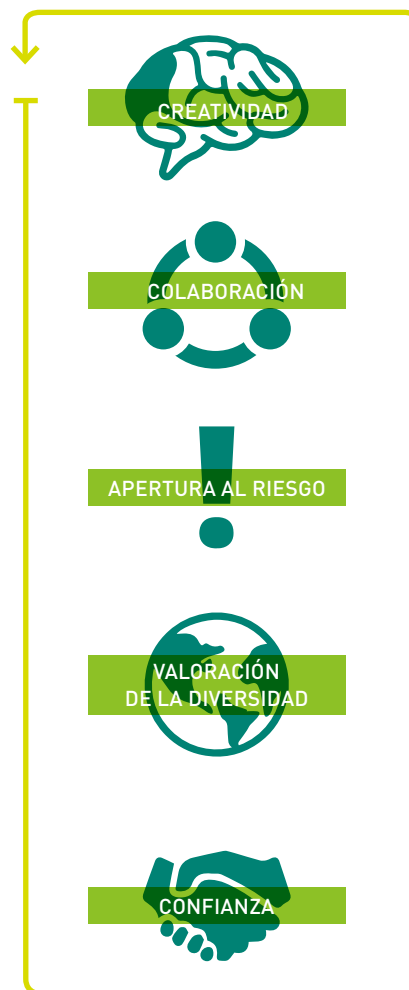 CREATIVIDAD
COLABORACIÓN
APERTURA AL RIESGO
VALORACIÓN
DE LA DIVERSIDAD
CONFIANZA